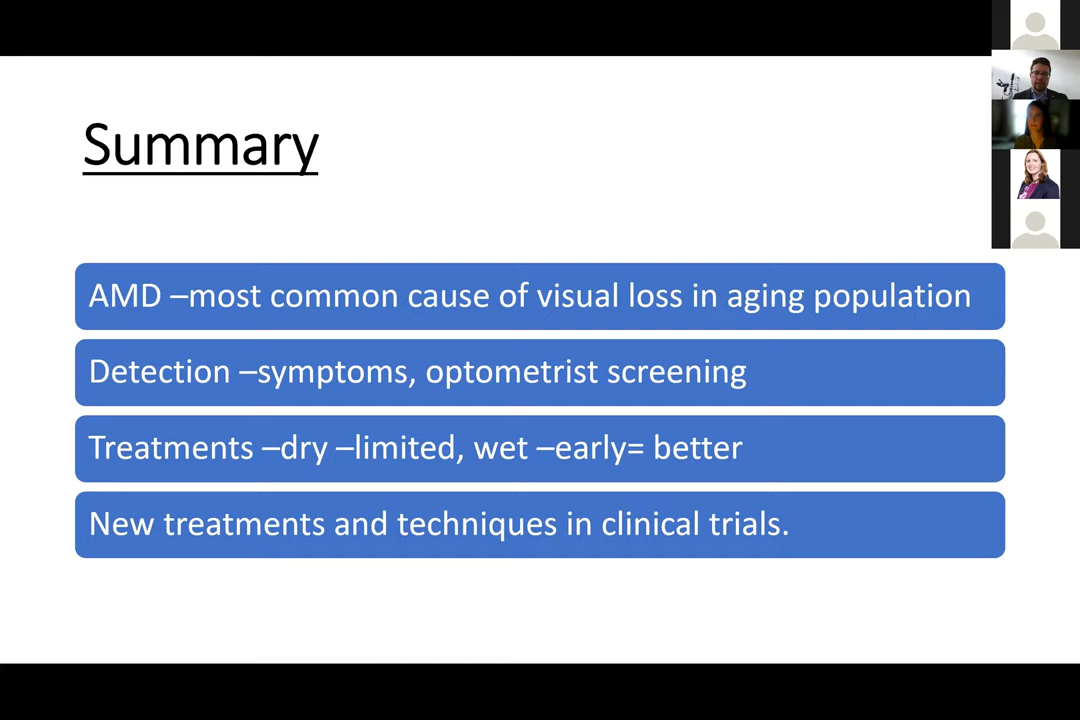 Summary
AMD –most common cause of visual loss in aging population
Detection –symptoms, optometrist screening
Treatments –dry –limited, wet –early= better
New treatments and techniques in clinical trials.